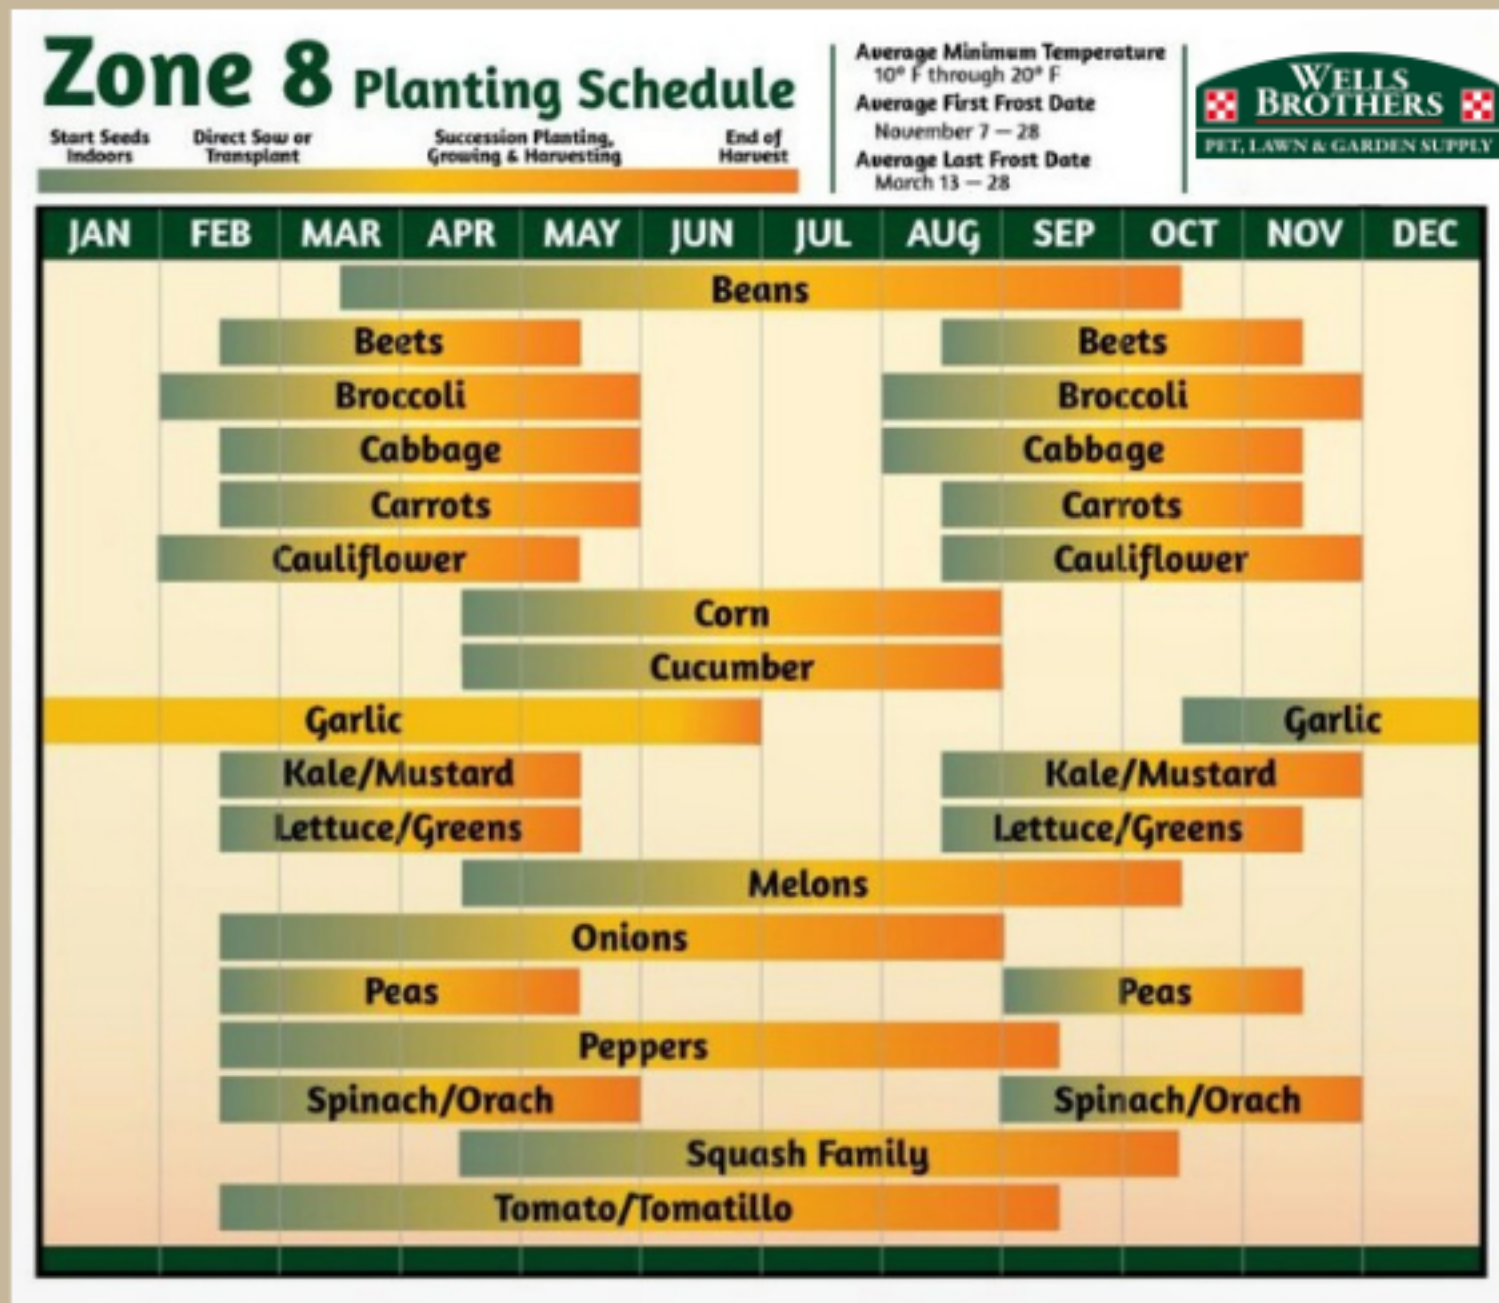 Zone 8 Planting Schedule
Start Seeds
Indoors
Direct Sow or
Transplant
Succession Planting,
Growing & Harvesting
End of
Harvest
Average Minimum Temperature
10° F through 20° F
Average First Frost Date
November 7 — 28
Average Last Frost Date
March 13 — 28
WELLS
BROTHERS
PET, LAWN & GARDEN SUPPLY
JAN FEB MAR APR MAY JUN JUL AUG SEP OCT NOV DEC
Beans
Beets Beets
Broccoli Broccoli
Cabbage Cabbage
Carrots Carrots
Cauliflower Cauliflower
Corn
Cucumber
Garlic Garlic
Kale/Mustard Kale/Mustard
Lettuce/Greens Lettuce/Greens
Melons
Onions
Peas Peas
Peppers
Spinach/Orach Spinach/Orach
Squash Family
Tomato/Tomatillo